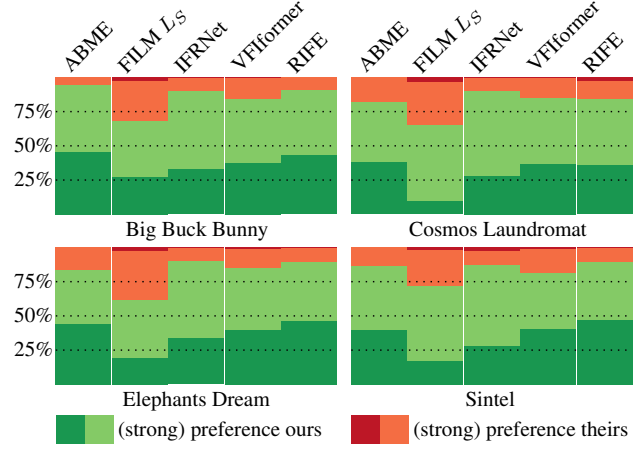 ABME FILM L_S IFRNet VFIformer RIFE ABME FILM L_S IFRNet VFIformer RIFE
75%
50%
25%
Big Buck Bunny Cosmos Laundromat
75%
50%
25%
Elephants Dream Sintel
(strong) preference ours (strong) preference theirs